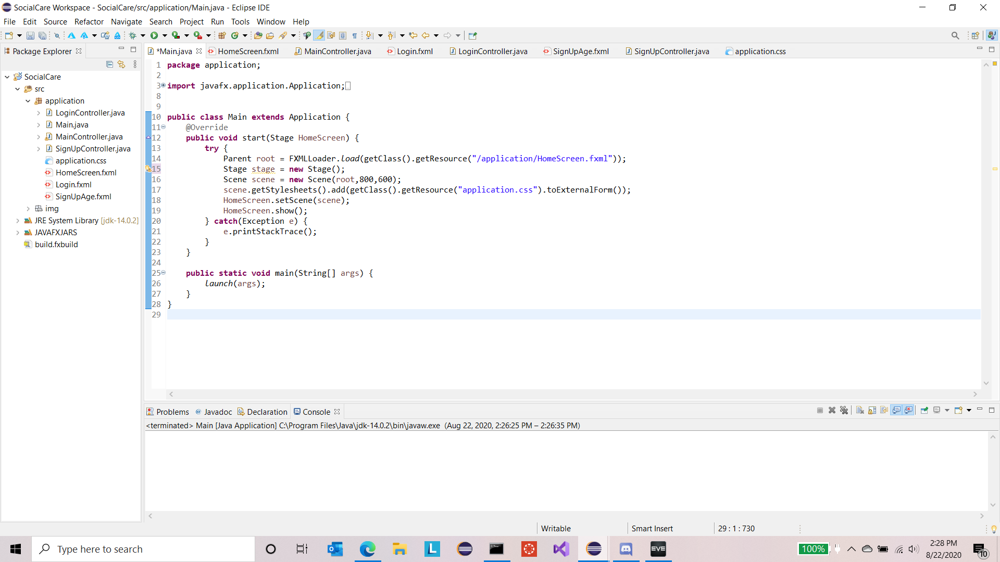 SocialCare Workspace - SocialCare/src/application/Main.java - Eclipse IDE
File Edit Source Refactor Navigate Search Project Run Tools Window Help
Package Explorer
*Main.java HomeScreen.fxml MainController.java Login.fxml LoginController.java SignUpAge.fxml SignUpController.java application.css
SocialCare
src
application
LoginController.java
Main.java
MainController.java
SignUpController.java
application.css
HomeScreen.fxml
Login.fxml
SignUpAge.fxml
img
JRE System Library [jdk-14.0.2]
JAVAFXJARS
build.fxbuild
1 package application;
2
3 import javafx.application.Application;
8
9
10 public class Main extends Application {
11 @Override
12 public void start(Stage HomeScreen) {
13 try {
14 Parent root = FXMLLoader.load(getClass().getResource("/application/HomeScreen.fxml"));
15 Stage stage = new Stage();
16 Scene scene = new Scene(root,800,600);
17 scene.getStylesheets().add(getClass().getResource("application.css").toExternalForm());
18 HomeScreen.setScene(scene);
19 HomeScreen.show();
20 } catch(Exception e) {
21 e.printStackTrace();
22 }
23 }
24
25 public static void main(String[] args) {
26 launch(args);
27 }
28 }
29
Problems @ Javadoc Declaration Console
<terminated> Main [Java Application] C:\Program Files\Java\jdk-14.0.2\bin\javaw.exe (Aug 22, 2020, 2:26:25 PM – 2:26:35 PM)
Writable Smart Insert 29 : 1 : 730
Type here to search
L
EVE
100%
2:28 PM
8/22/2020
10